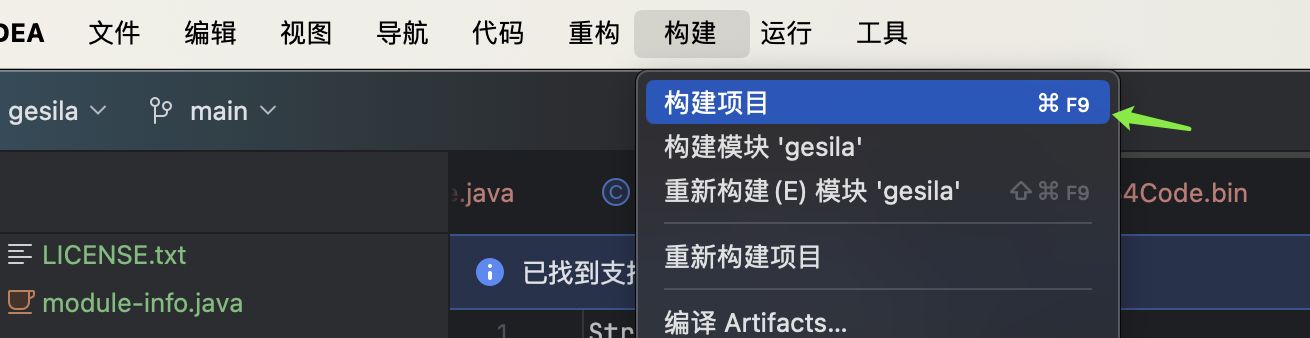 DEA 文件 编辑 视图 导航 代码 重构 构建 运行 工具
gesila main
构建项目 ⌘ F9
构建模块 'gesila'
重新构建(E) 模块 'gesila' ⇧⌘ F9
重新构建项目
编译 Artifacts...
.java C 4Code.bin
LICENSE.txt
已找到支
module-info.java
1 Str